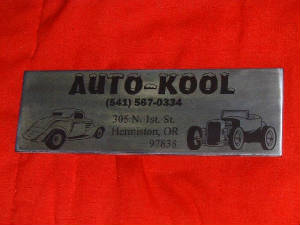 AUTO-KOOL
(541) 567-0334
305 N. 1st. St.
Hermiston, OR
97838